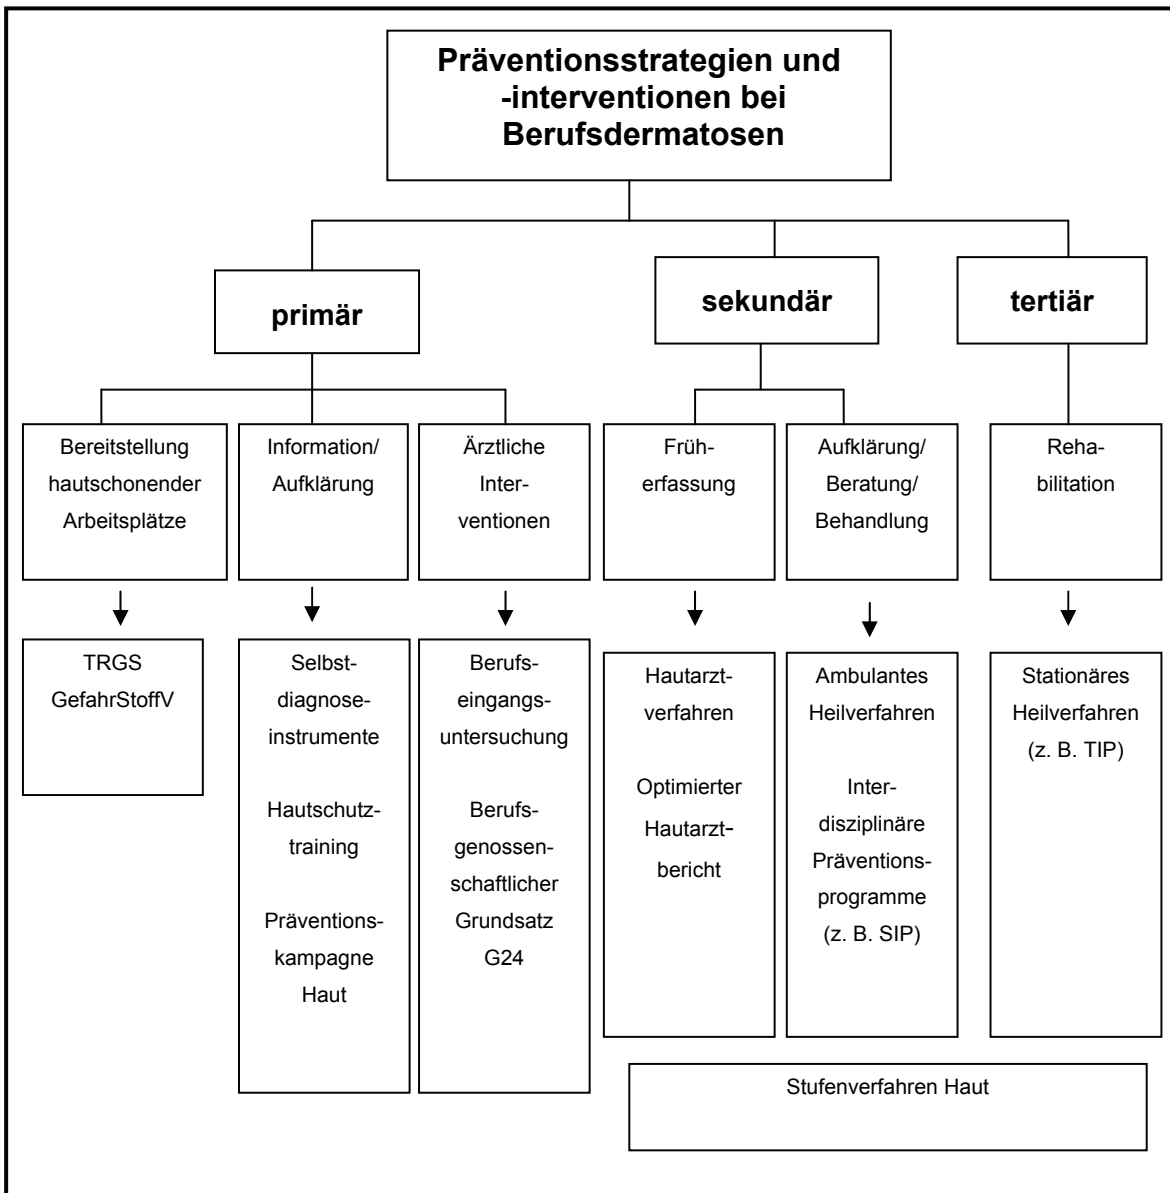 Präventionsstrategien und
-interventionen bei
Berufsdermatosen
primär
sekundär
tertiär
Bereitstellung
hautschonender
Arbeitsplätze
Information/
Aufklärung
Ärztliche
Inter-
ventionen
Früh-
erfassung
Aufklärung/
Beratung/
Behandlung
Reha-
bilitation
TRGS
GefahrStoffV
Selbst-
diagnose-
instrumente
Hautschutz-
training
Präventions-
kampagne
Haut
Berufs-
eingangs-
untersuchung
Berufs-
genossen-
schaftlicher
Grundsatz
G24
Hautarzt-
verfahren
Optimierter
Hautarzt-
bericht
Ambulantes
Heilverfahren
Inter-
disziplinäre
Präventions-
programme
(z. B. SIP)
Stationäres
Heilverfahren
(z. B. TIP)
Stufenverfahren Haut